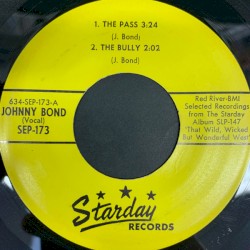 1. THE PASS 3:24
(J. Bond)
2. THE BULLY 2:02
(J. Bond)
634-SEP-173-A
JOHNNY BOND
(Vocal)
SEP-173
Red River-BMI
Selected Recordings
from the Starday
Album SLP-147
'That Wild, Wicked
But Wonderful West'
Starday
RECORDS